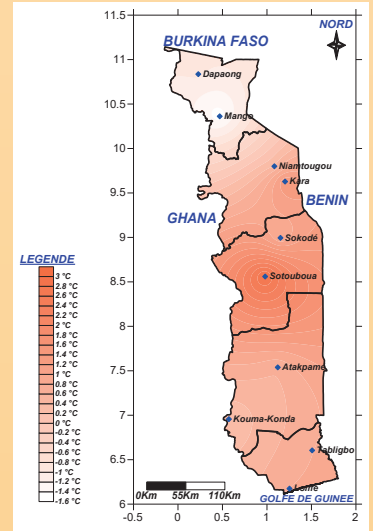 11.5
NORD
BURKINA FASO
11
Dapaong
10.5
Mango
10
Niamtougou
Kara
9.5
BENIN
GHANA
9
Sokodé
LEGENDE
3 °C
2.8 °C
2.6 °C
2.4 °C
2.2 °C
2 °C
1.8 °C
1.6 °C
1.4 °C
1.2 °C
1 °C
0.8 °C
0.6 °C
0.4 °C
0.2 °C
0 °C
-0.2 °C
-0.4 °C
-0.6 °C
-0.8 °C
-1 °C
-1.2 °C
-1.4 °C
-1.6 °C
8.5
Sotouboua
8
7.5
Atakpamé
7
Kouma-Konda
6.5
Tabligbo
0Km 55Km 110Km
Lomé
GOLFE DE GUINEE
6
-0.5 0 0.5 1 1.5 2